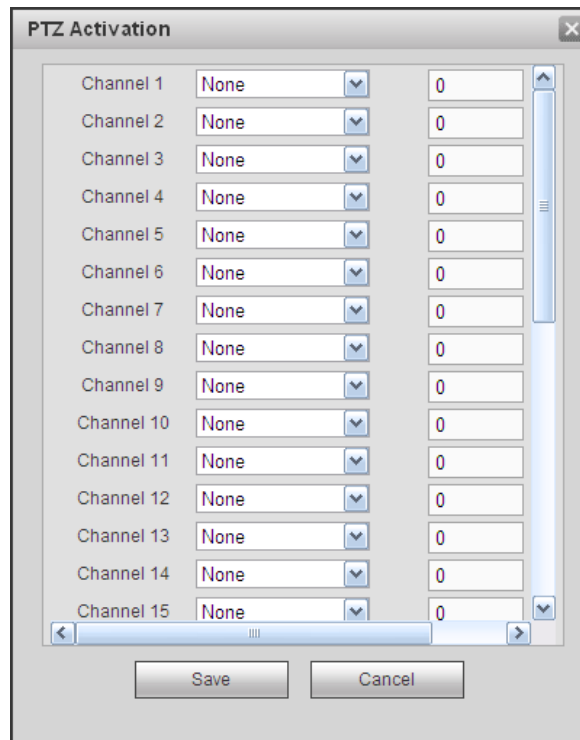 PTZ Activation
Channel 1 None 0
Channel 2 None 0
Channel 3 None 0
Channel 4 None 0
Channel 5 None 0
Channel 6 None 0
Channel 7 None 0
Channel 8 None 0
Channel 9 None 0
Channel 10 None 0
Channel 11 None 0
Channel 12 None 0
Channel 13 None 0
Channel 14 None 0
Channel 15 None 0
Save Cancel